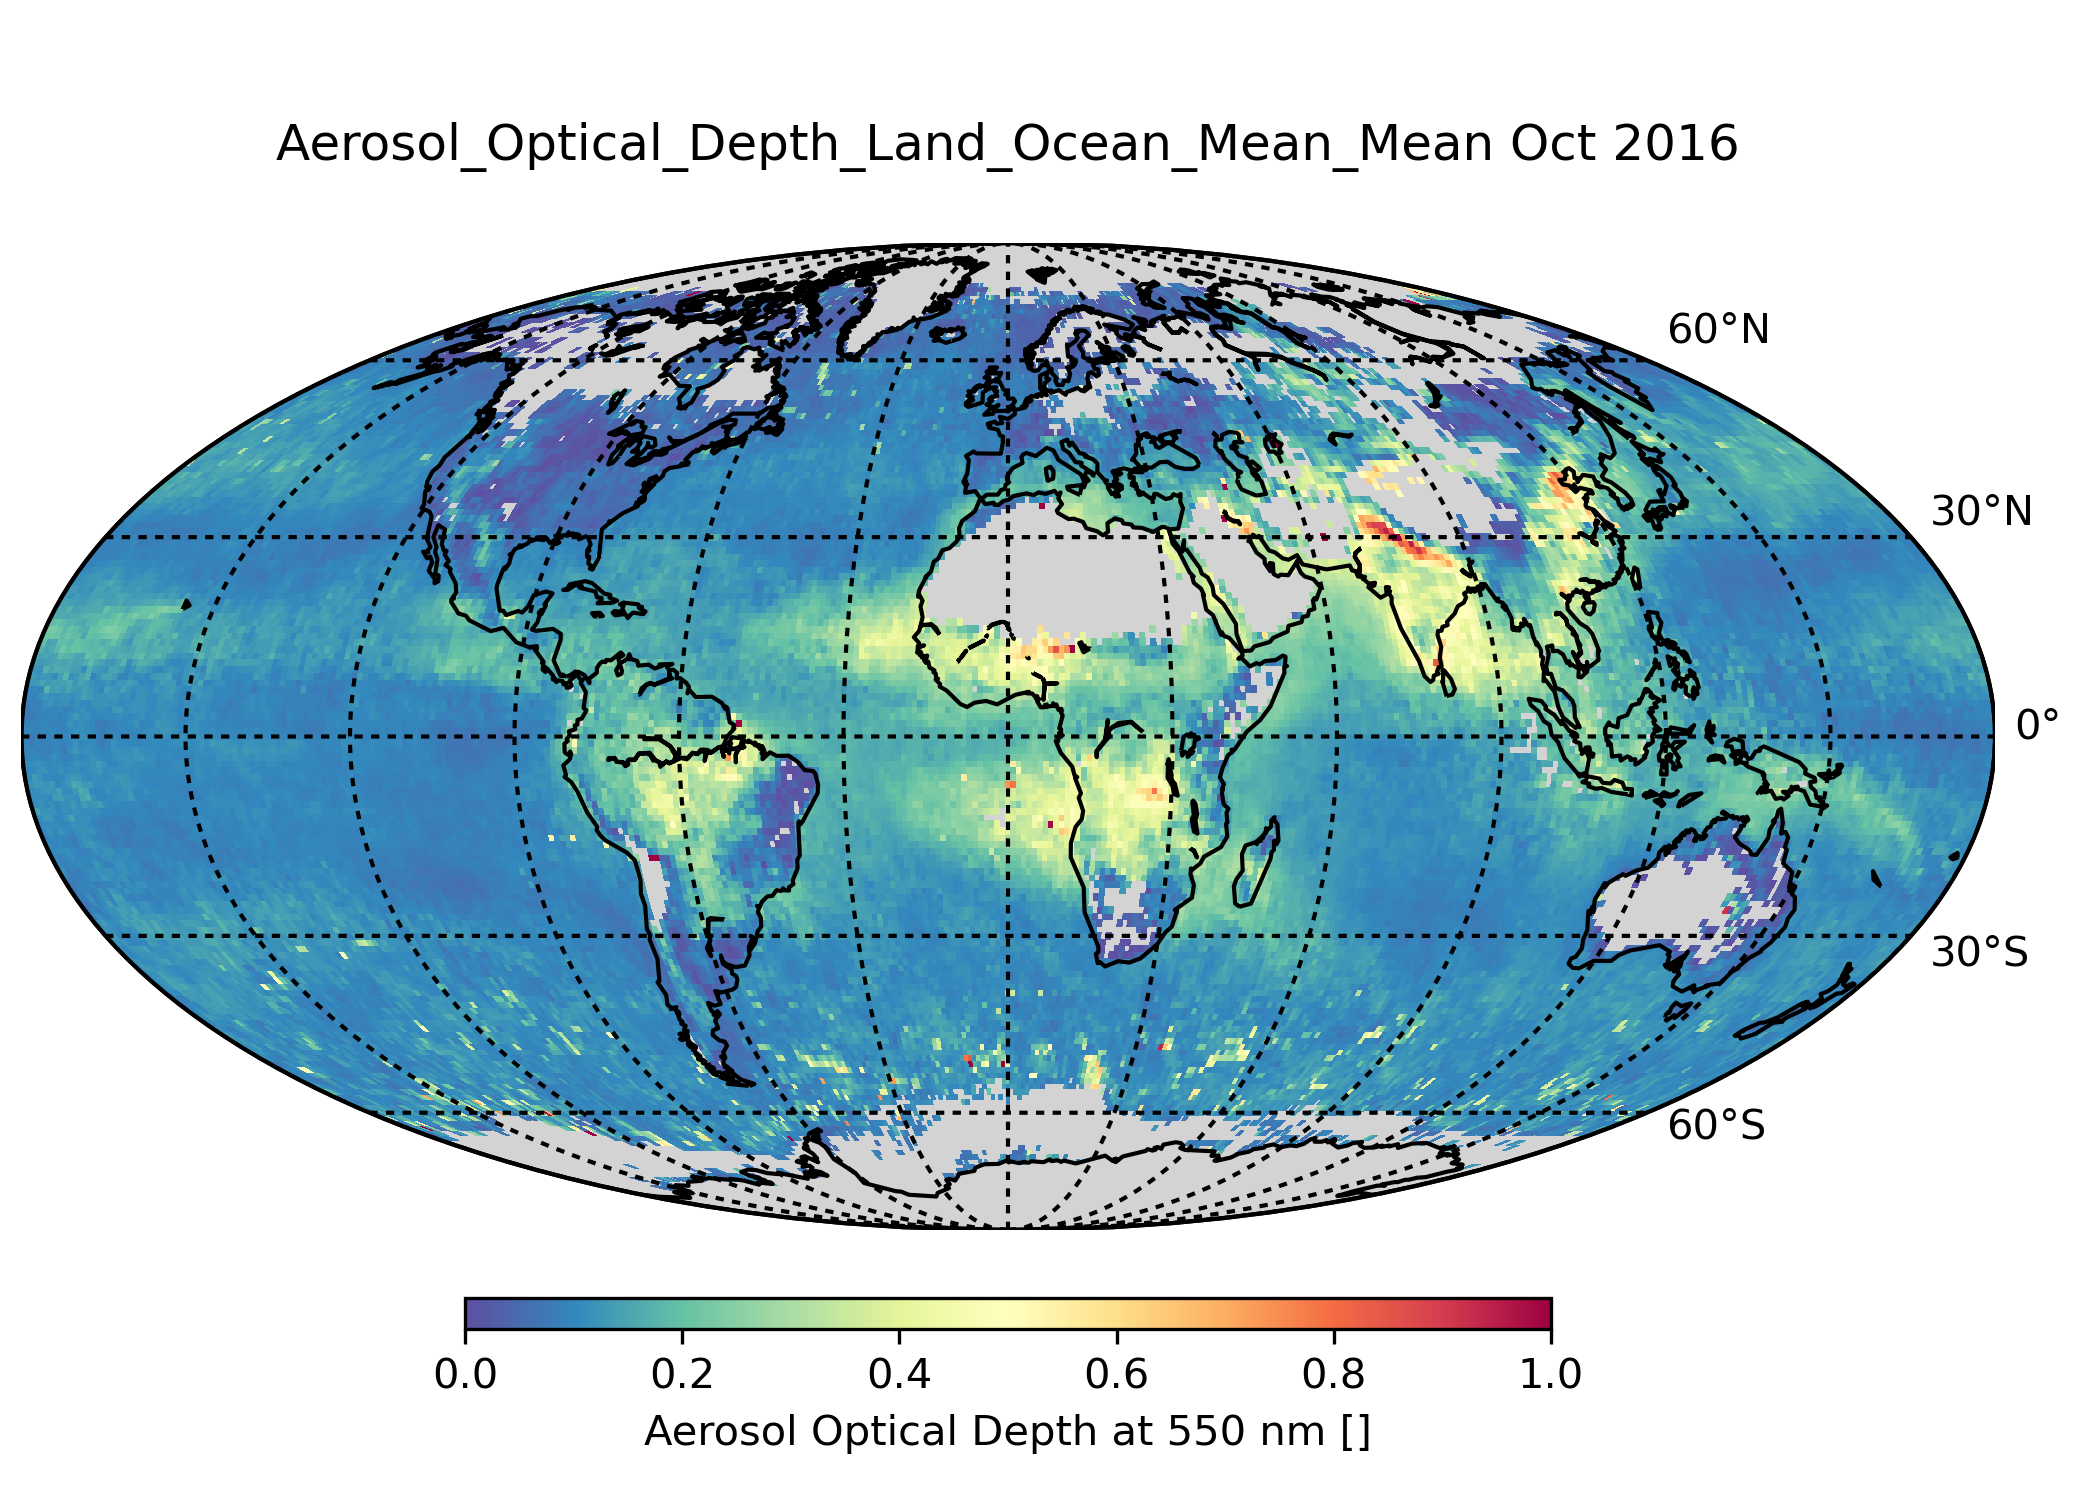 Aerosol_Optical_Depth_Land_Ocean_Mean_Mean Oct 2016
60°N
30°N
0°
30°S
60°S
0.0 0.2 0.4 0.6 0.8 1.0
Aerosol Optical Depth at 550 nm []